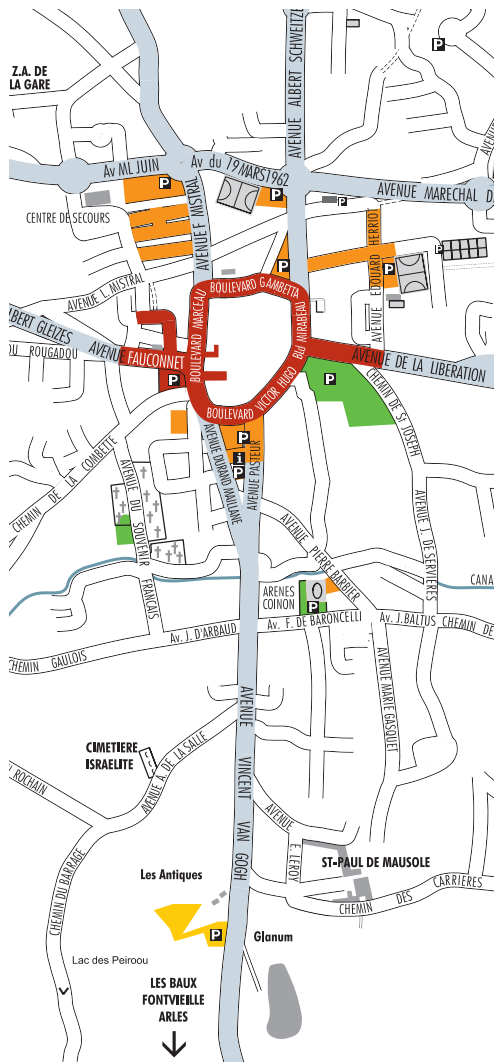 AVENUE ALBERT SCHWEITZE
P
Z.A. DE
LA GARE
Av ML JUIN
Av du 19 MARS 1962
AVENUE MARECHAL D
P
P
P
CENTRE DE SECOURS
AVENUE F MISTRAL
AVENUE EDOUARD HERRIOT
P
P
P
AVENUE L. MISTRAL
BOULEVARD GAMBETTA
BOULEVARD MARCEAU
Bld MIRABEAU
L
LBERT GLEIZES
DU ROUGADOU
AVENUE FAUCONNET
P
AVENUE DE LA LIBERATION
P
CHEMIN DE St JOSEPH
BOULEVARD VICTOR HUGO
P
i
P
AVENUE DURAND MAILLANE
AVENUE PASTEUR
CHEMIN DE LA COMBETTE
AVENUE DU SOUVENIR FRANÇAIS
AVENUE PIERRE BARBIER
AVENUE J. DE SERVIERES
CANA
ARENES
COINON
P
Av. J. D'ARBAUD
Av. F. DE BARONCELLI
Av. J.BALTUS
CHEMIN DE
CHEMIN GAULOIS
AVENUE MARIE GASQUET
CIMETIERE
ISRAELITE
AVENUE A. DE LA SALLE
AVENUE VINCENT VAN GOGH
ROCHAIN
CHEMIN DU BARRAGE
AVENUE E. LEROY
ST-PAUL DE MAUSOLE
CHEMIN DES CARRIERES
Les Antiques
P
Glanum
Lac des Peiroou
LES BAUX
FONTVIEILLE
ARLES